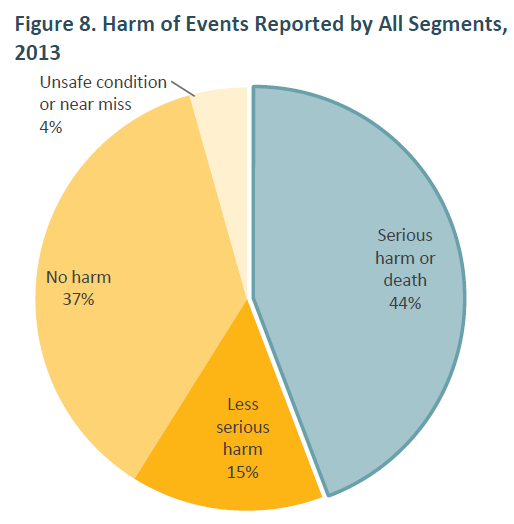 Figure 8. Harm of Events Reported by All Segments,
2013
Unsafe condition
or near miss
4%
Serious
harm or
death
44%
No harm
37%
Less
serious
harm
15%